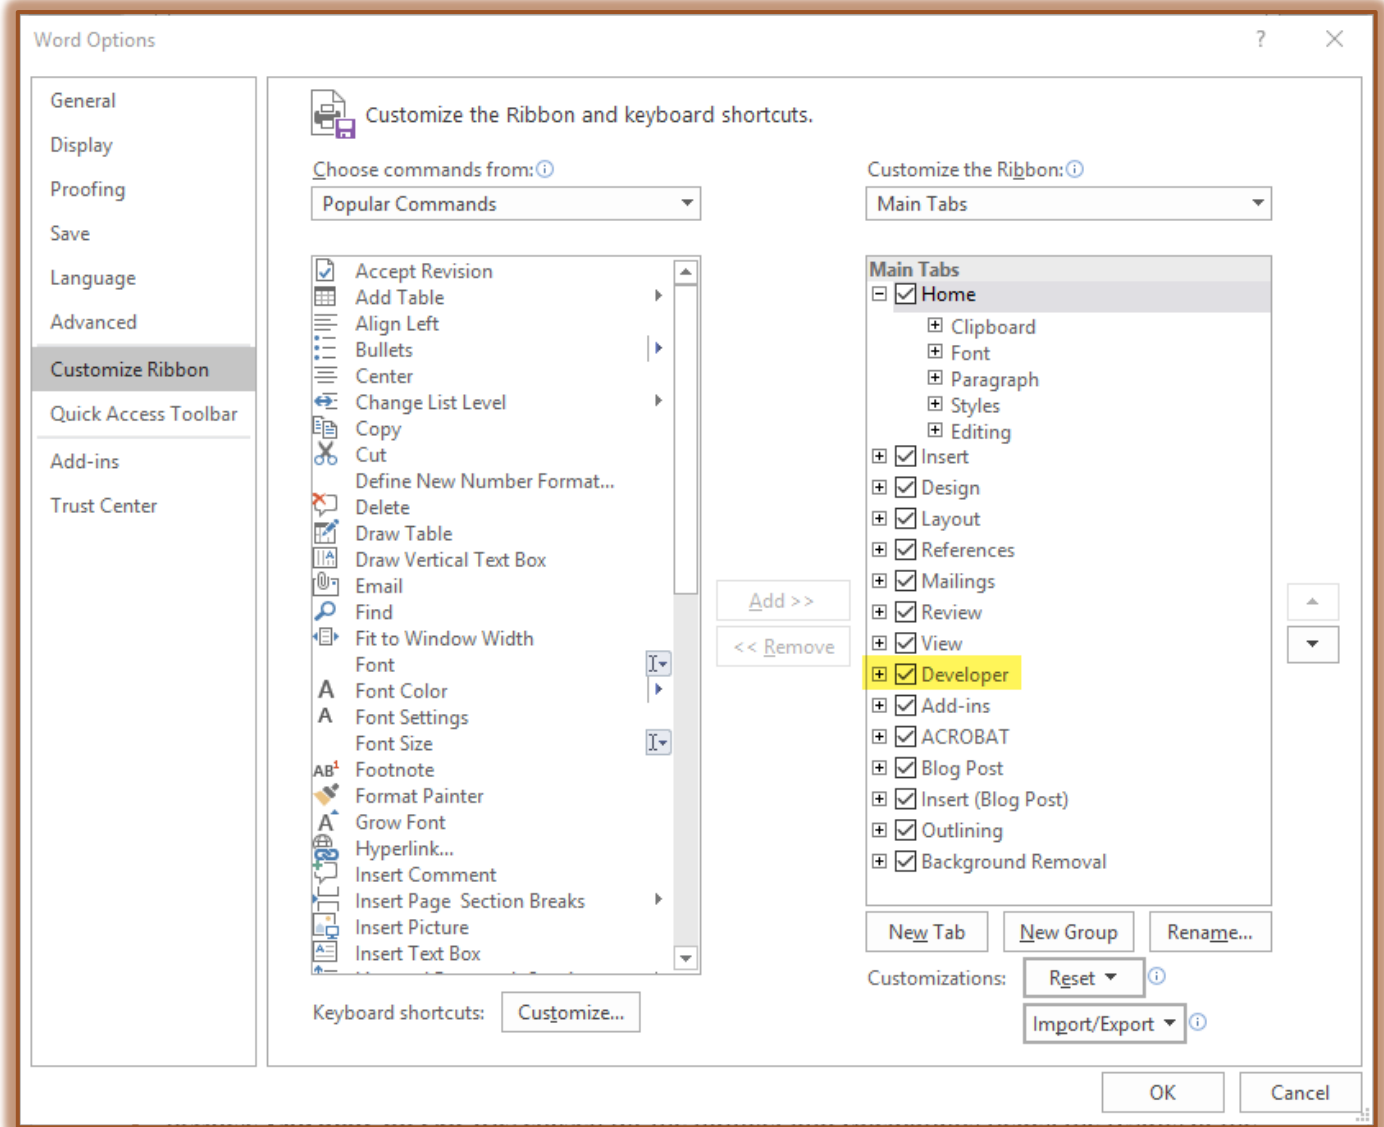 Word Options
?
General
Display
Proofing
Save
Language
Advanced
Customize Ribbon
Quick Access Toolbar
Add-ins
Trust Center
Customize the Ribbon and keyboard shortcuts.
Choose commands from:
Popular Commands
Accept Revision
Add Table
Align Left
Bullets
Center
Change List Level
Copy
Cut
Define New Number Format...
Delete
Draw Table
Draw Vertical Text Box
Email
Find
Fit to Window Width
Font
Font Color
Font Settings
Font Size
Footnote
Format Painter
Grow Font
Hyperlink...
Insert Comment
Insert Page Section Breaks
Insert Picture
Insert Text Box
Keyboard shortcuts: Customize...
Add >>
<< Remove
Customize the Ribbon:
Main Tabs
Main Tabs
Home
Clipboard
Font
Paragraph
Styles
Editing
Insert
Design
Layout
References
Mailings
Review
View
Developer
Add-ins
ACROBAT
Blog Post
Insert (Blog Post)
Outlining
Background Removal
New Tab New Group Rename...
Customizations: Reset
Import/Export
OK Cancel